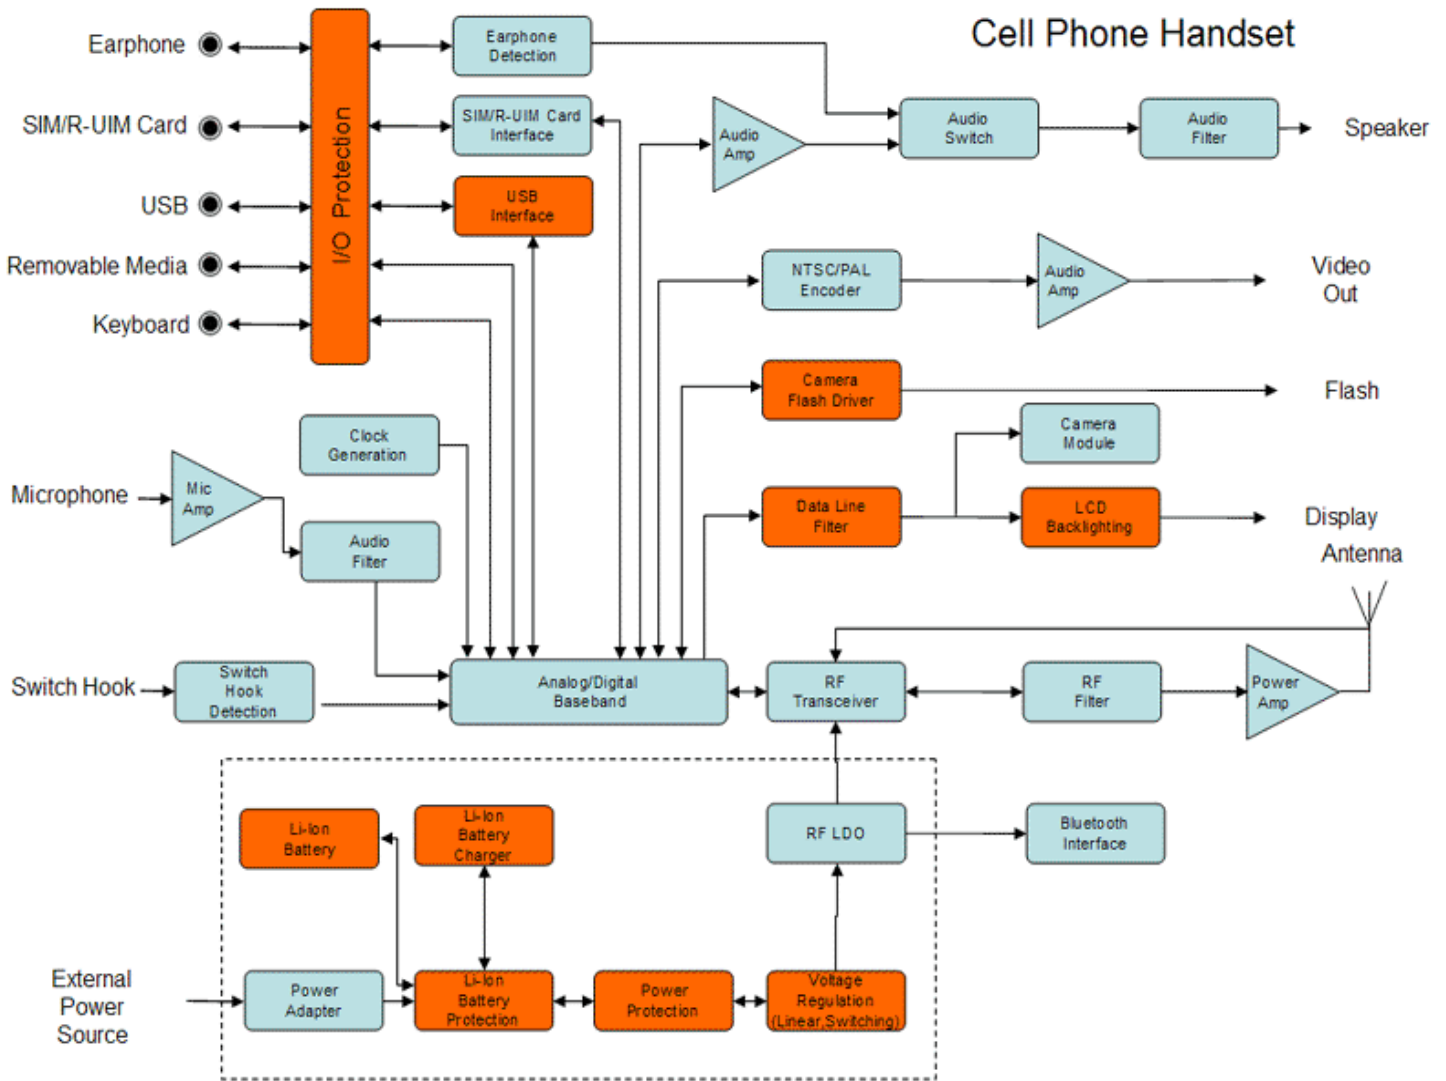 Cell Phone Handset
Earphone
SIM/R-UIM Card
USB
Removable Media
Keyboard
I/O Protection
Earphone
Detection
SIM/R-UIM Card
Interface
USB
Interface
Audio
Amp
Audio
Switch
Audio
Filter
Speaker
NTSC/PAL
Encoder
Audio
Amp
Video
Out
Camera
Flash Driver
Flash
Camera
Module
Data Line
Filter
LCD
Backlighting
Display
Antenna
Clock
Generation
Microphone
Mic
Amp
Audio
Filter
Switch Hook
Switch
Hook
Detection
Analog/Digital
Baseband
RF
Transceiver
RF
Filter
Power
Amp
Li-Ion
Battery
Li-Ion
Battery
Charger
RF LDO
Bluetooth
Interface
External
Power
Source
Power
Adapter
Li-Ion
Battery
Protection
Power
Protection
Voltage
Regulation
(Linear,Switching)